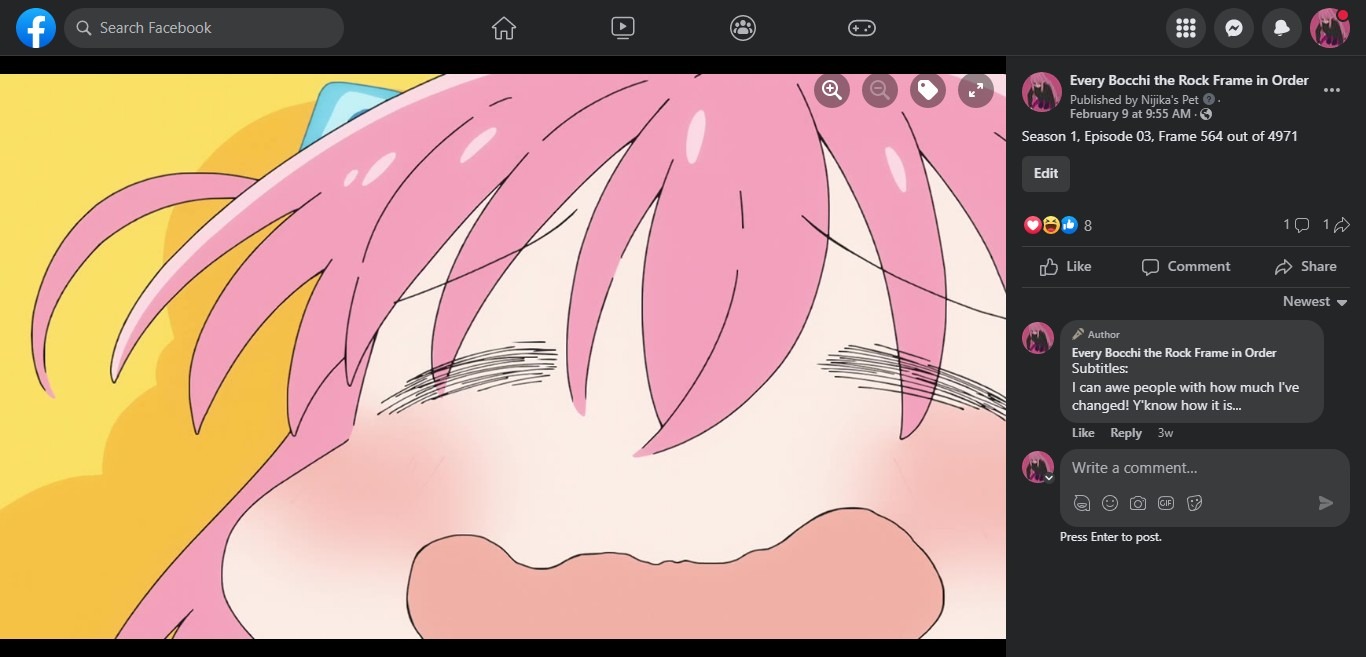 Search Facebook
Every Bocchi the Rock Frame in Order
Published by Nijika's Pet ? ·
February 9 at 9:55 AM ·
Season 1, Episode 03, Frame 564 out of 4971
Edit
8
1
1
Like
Comment
Share
Newest
Author
Every Bocchi the Rock Frame in Order
Subtitles:
I can awe people with how much I've
changed! Y'know how it is...
Like Reply 3w
Write a comment...
GIF
Press Enter to post.